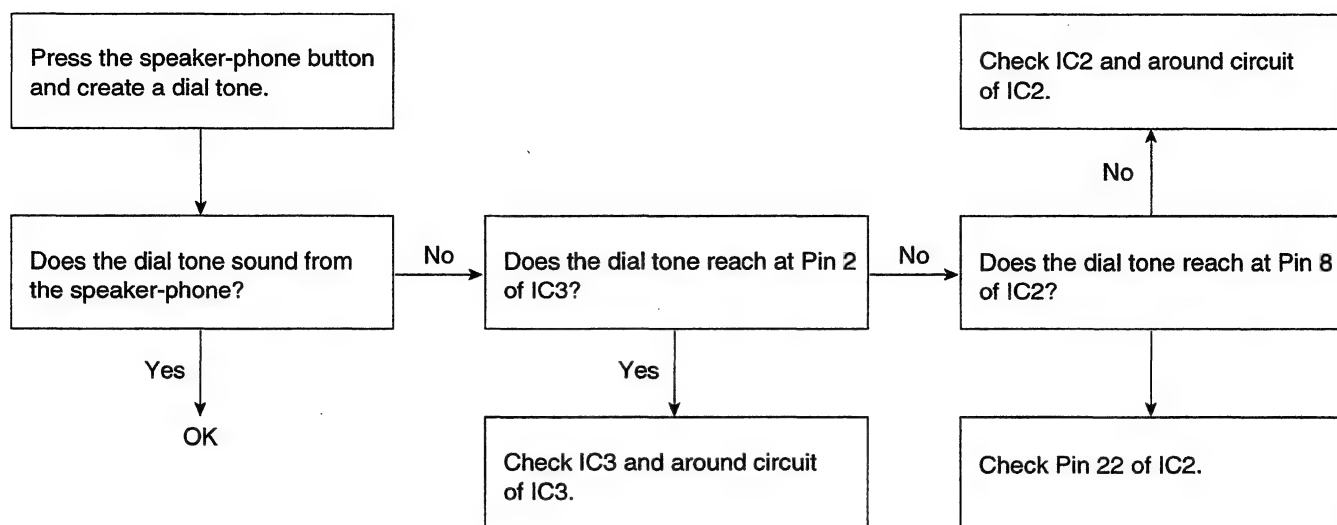 Press the speaker-phone button
and create a dial tone.
Check IC2 and around circuit
of IC2.
No
Does the dial tone sound from
the speaker-phone?
No
Does the dial tone reach at Pin 2
of IC3?
No
Does the dial tone reach at Pin 8
of IC2?
Yes
OK
Yes
Check IC3 and around circuit
of IC3.
Check Pin 22 of IC2.